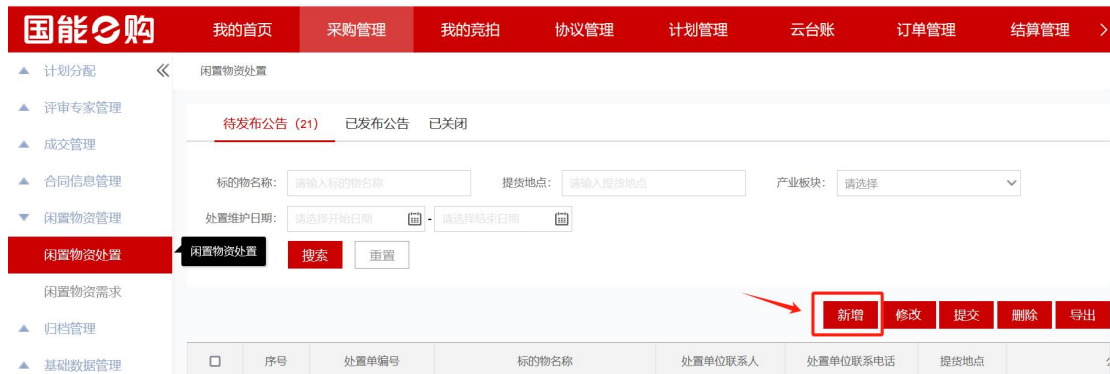 国能e购 我的首页 采购管理 我的竞拍 协议管理 计划管理 云台账 订单管理 结算管理 >
计划分配 闲置物资处置
评审专家管理
待发布公告（21） 已发布公告 已关闭
成交管理
合同信息管理
标的物名称： 请输入标的物名称 提货地点： 请输入提货地点 产业板块： 请选择
闲置物资管理
处置维护日期： 请选择开始日期 - 请选择结束日期
闲置物资处置 闲置物资处置 搜索 重置
闲置物资需求
新增 修改 提交 删除 导出
归档管理
基础数据管理 序号 处置单编号 标的物名称 处置单位联系人 处置单位联系电话 提货地点